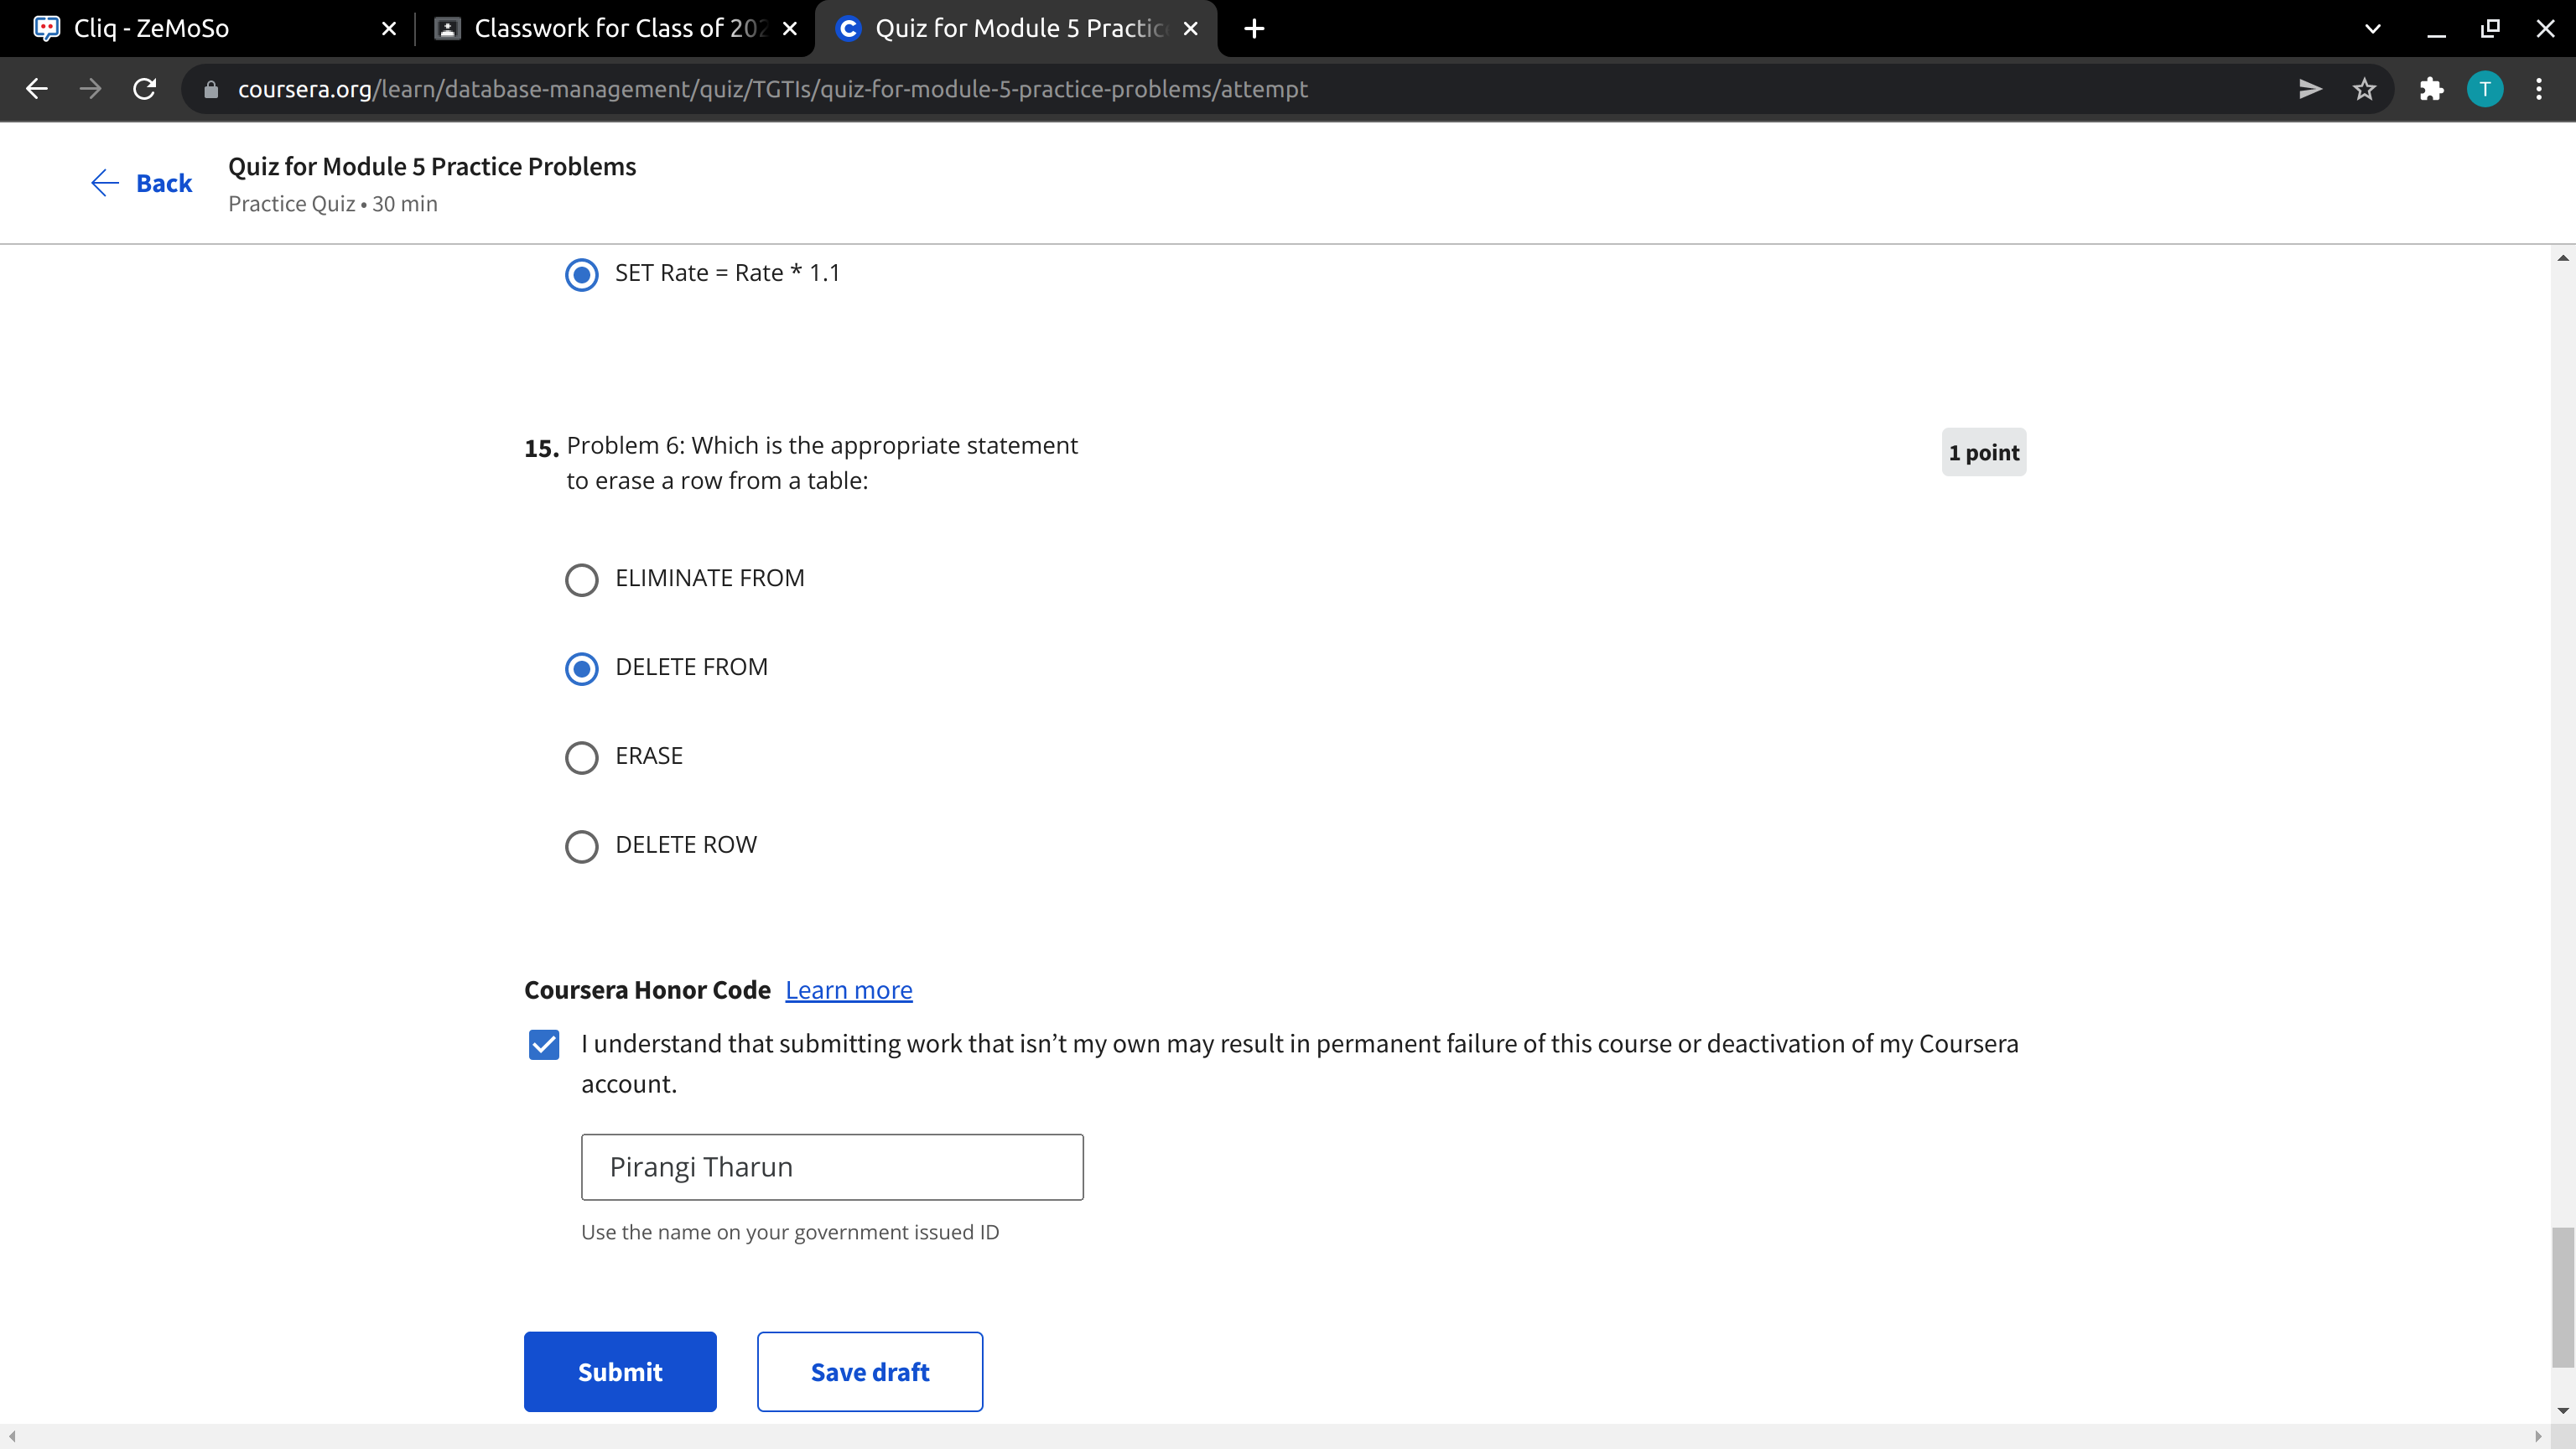 Cliq - ZeMoSo
Classwork for Class of 202
Quiz for Module 5 Practic
coursera.org/learn/database-management/quiz/TGTIs/quiz-for-module-5-practice-problems/attempt
T
Back
Quiz for Module 5 Practice Problems
Practice Quiz • 30 min
SET Rate = Rate * 1.1
15. Problem 6: Which is the appropriate statement
to erase a row from a table:
1 point
ELIMINATE FROM
DELETE FROM
ERASE
DELETE ROW
Coursera Honor Code Learn more
I understand that submitting work that isn’t my own may result in permanent failure of this course or deactivation of my Coursera
account.
Pirangi Tharun
Use the name on your government issued ID
Submit
Save draft